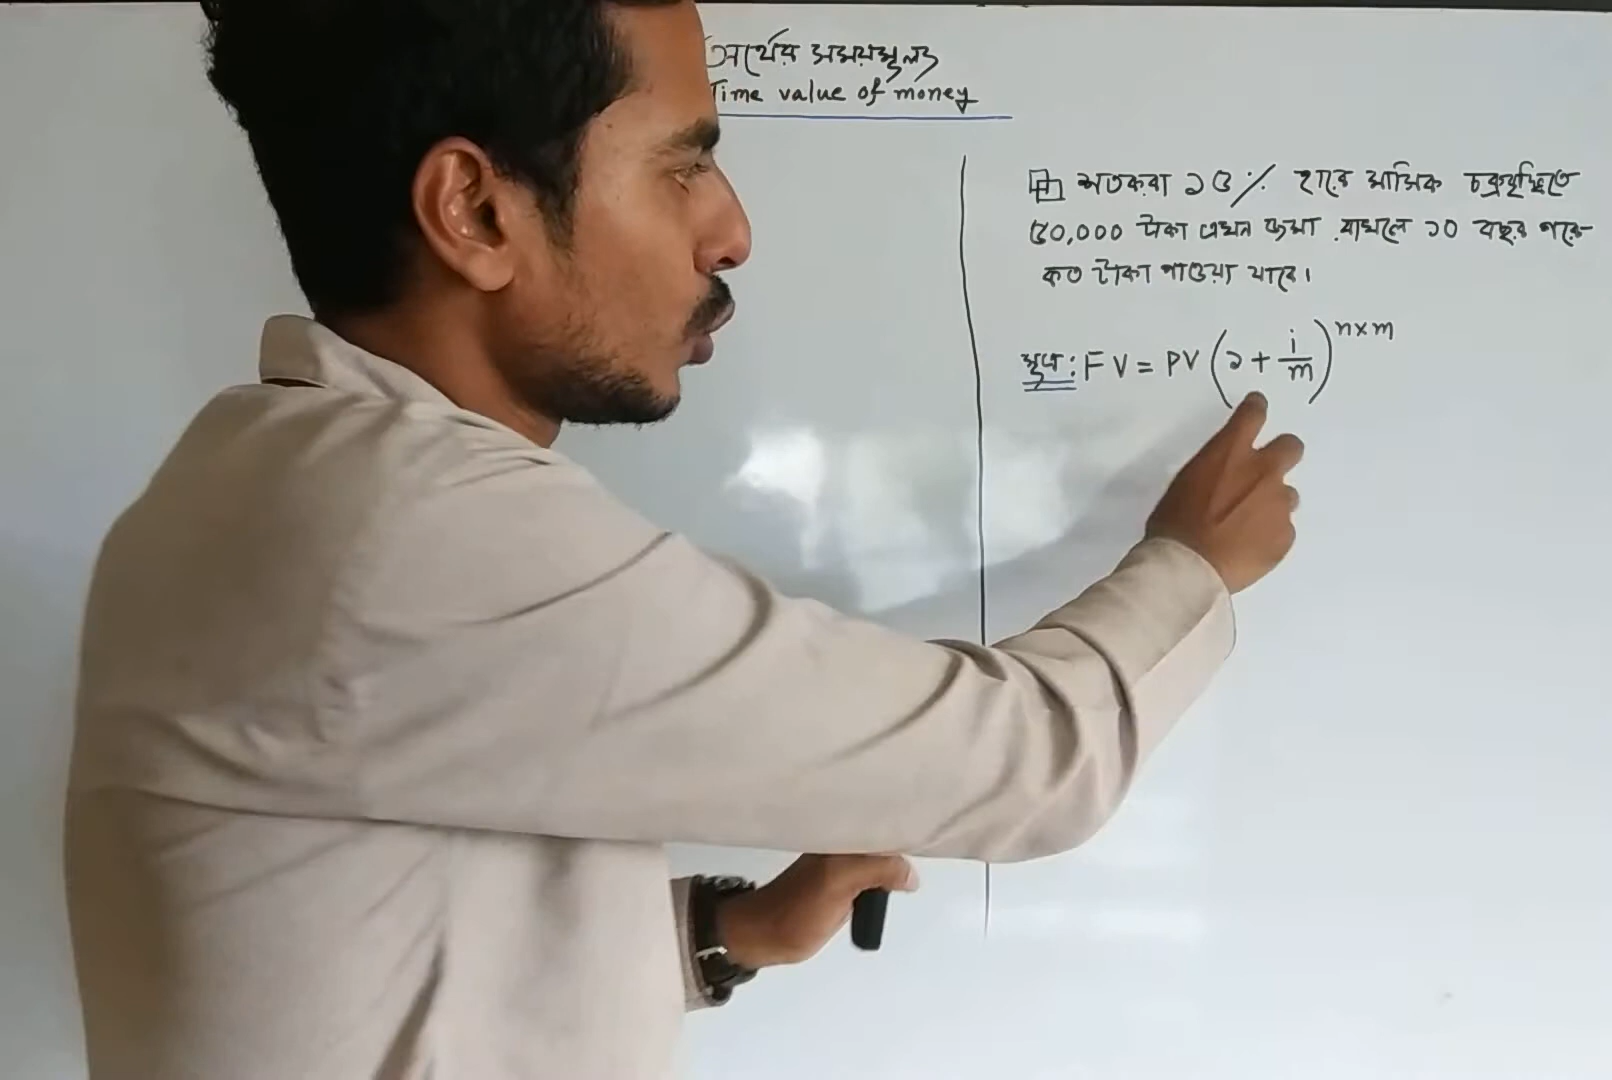 অর্থের সময়মূল্য
Time value of money
শতকরা ১৫% হারে মাসিক চক্রবৃদ্ধিতে
৫০,০০০ টাকা এখন জমা রাখলে ১০ বছর পরে
কত টাকা পাওয়া যাবে।
সূত্র: FV = PV (১ + i/m)^{n×m}